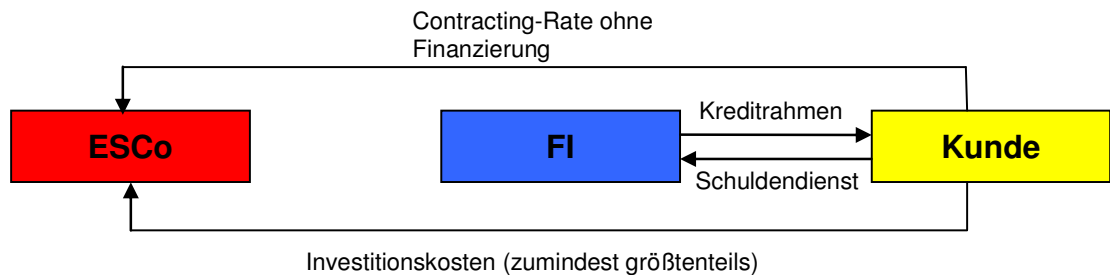 Contracting-Rate ohne
Finanzierung
ESCo
FI
Kreditrahmen
Kunde
Schuldendienst
Investitionskosten (zumindest größtenteils)